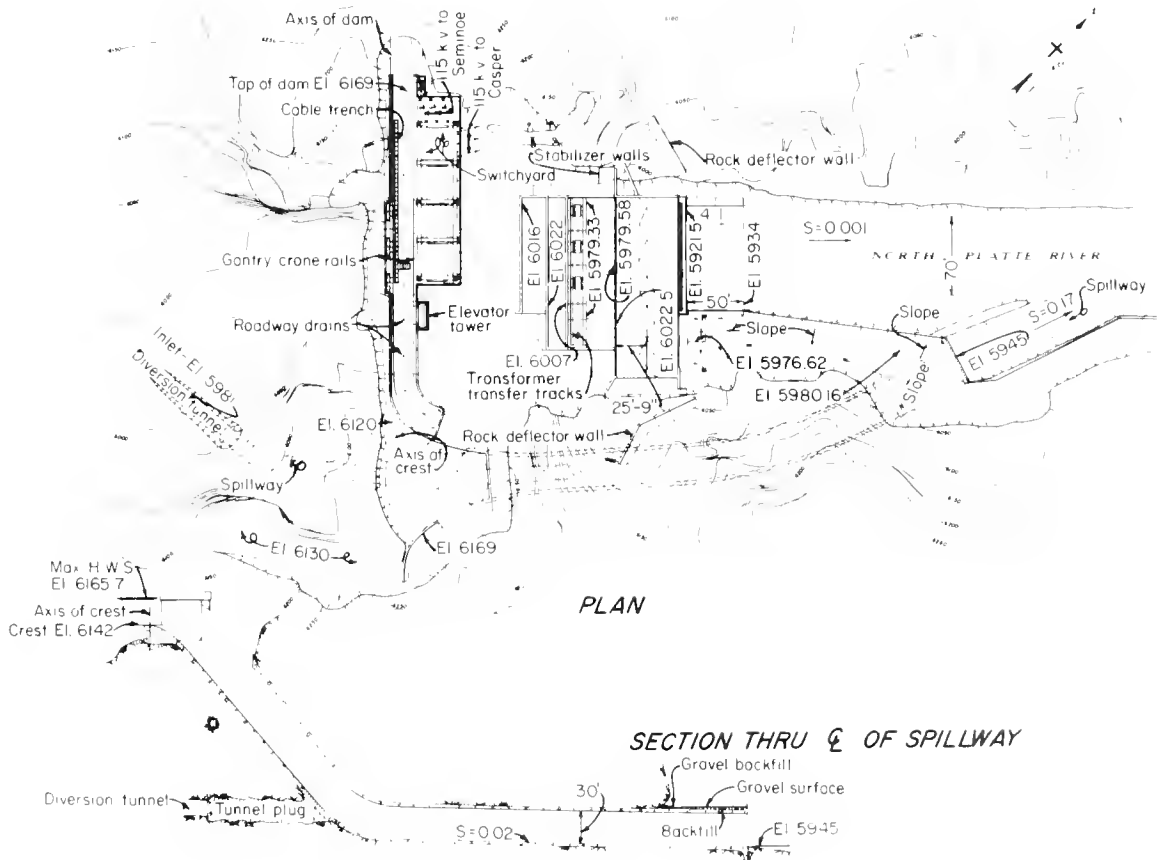 Axis of dam
Top of dam El 6169
Cable trench
115 kv to
Seminoe
115 kv to
Casper
Switchyard
Stabilizer walls
Rock deflector wall
Gantry crane rails
Roadway drains
Elevator
tower
El 6016
El 6022
El 5979.33
El 5979.58
El 6022 5
El 5921 5
4
1
El 5934
S=0.001
NORTH PLATTE RIVER
70'
50'
Slope
Slope
Slope
S=0.17
Spillway
El 5945
El. 6007
Transformer
transfer tracks
25'-9"
El 5976.62
El 5980.16
Inlet-El 5981
Diversion tunnel
El. 6120
Axis of
crest
Rock deflector wall
Spillway
El 6130
El 6169
Max H W S
El 6165 7
Axis of crest
Crest El. 6142
PLAN
SECTION THRU ℄ OF SPILLWAY
Gravel backfill
Gravel surface
30'
Diversion tunnel
Tunnel plug
S=0.02
Backfill
El 5945